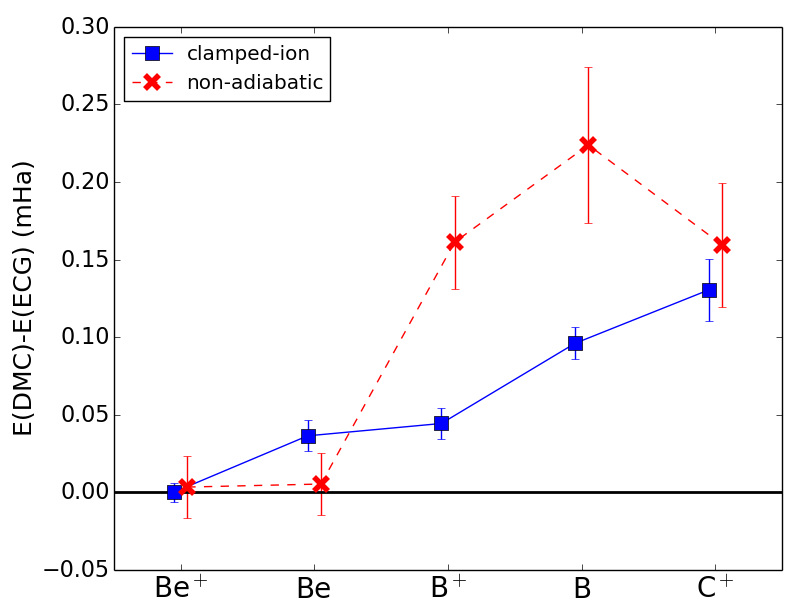 0.30
0.25
0.20
0.15
0.10
0.05
0.00
−0.05
E(DMC)-E(ECG) (mHa)
clamped-ion
non-adiabatic
Be⁺ Be B⁺ B C⁺